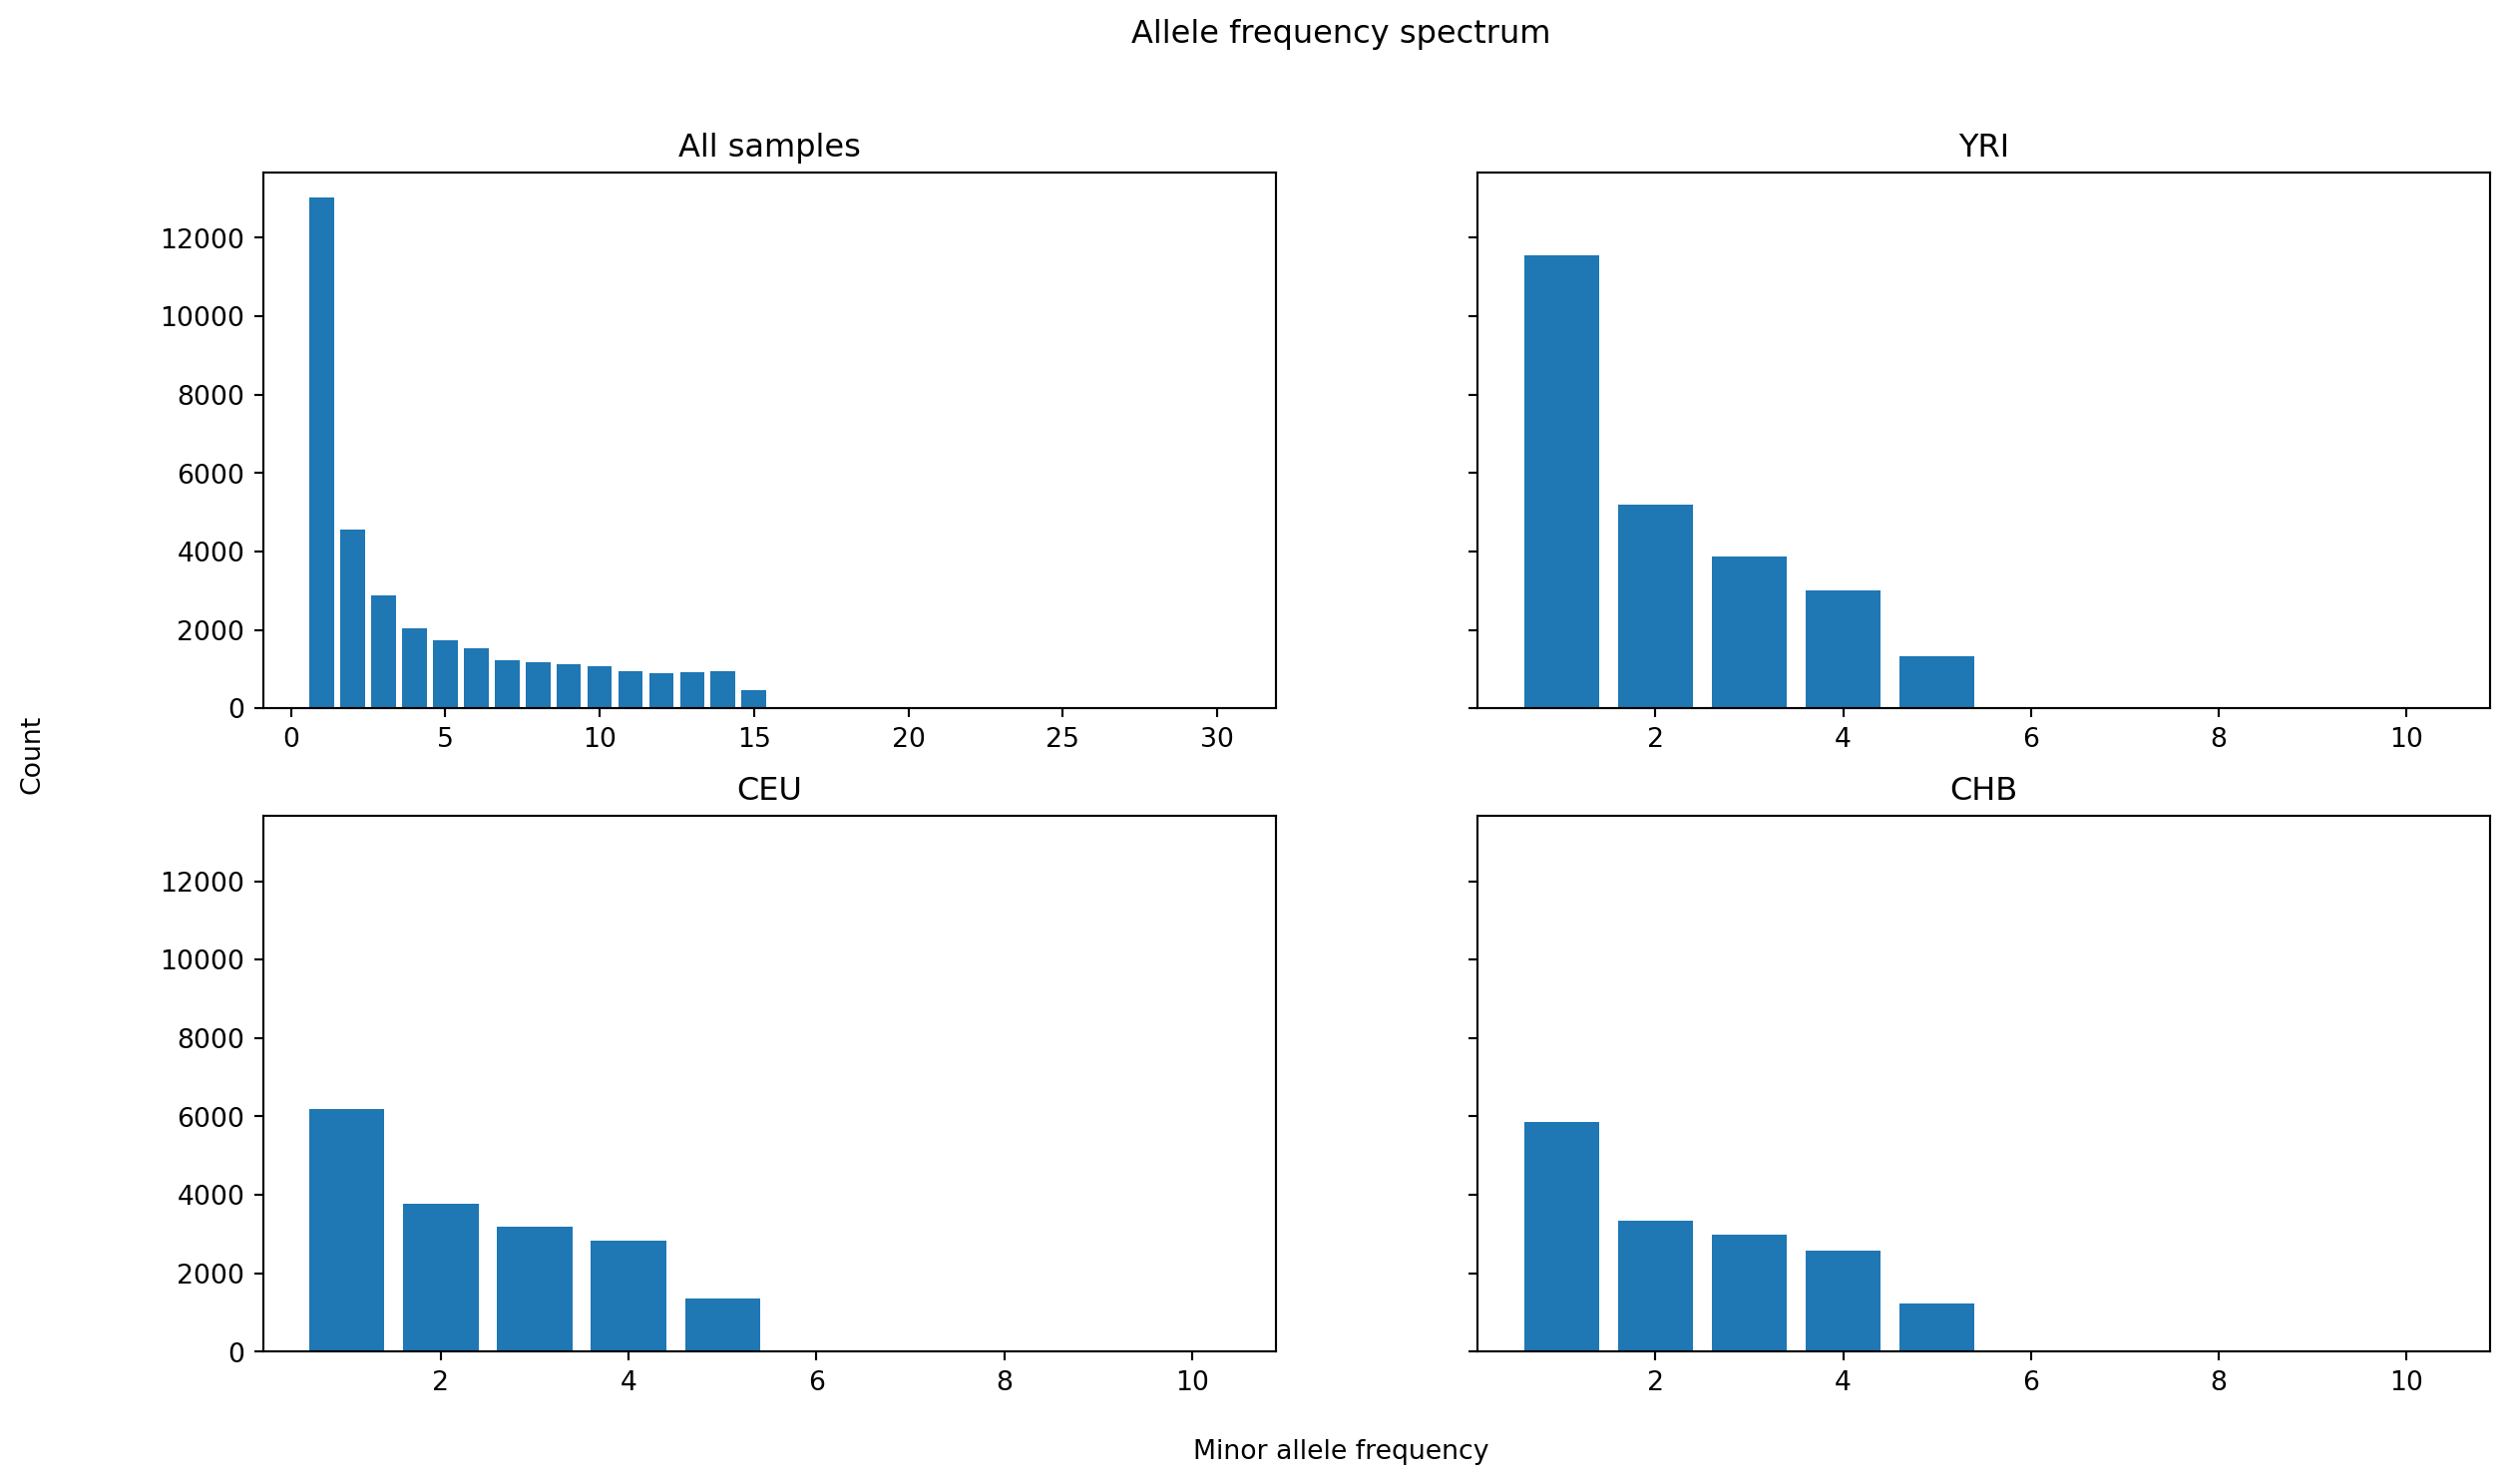 Allele frequency spectrum
All samples
12000
10000
8000
6000
4000
2000
0
0 5 10 15 20 25 30
YRI
2 4 6 8 10
Count
CEU
12000
10000
8000
6000
4000
2000
0
2 4 6 8 10
CHB
2 4 6 8 10
Minor allele frequency